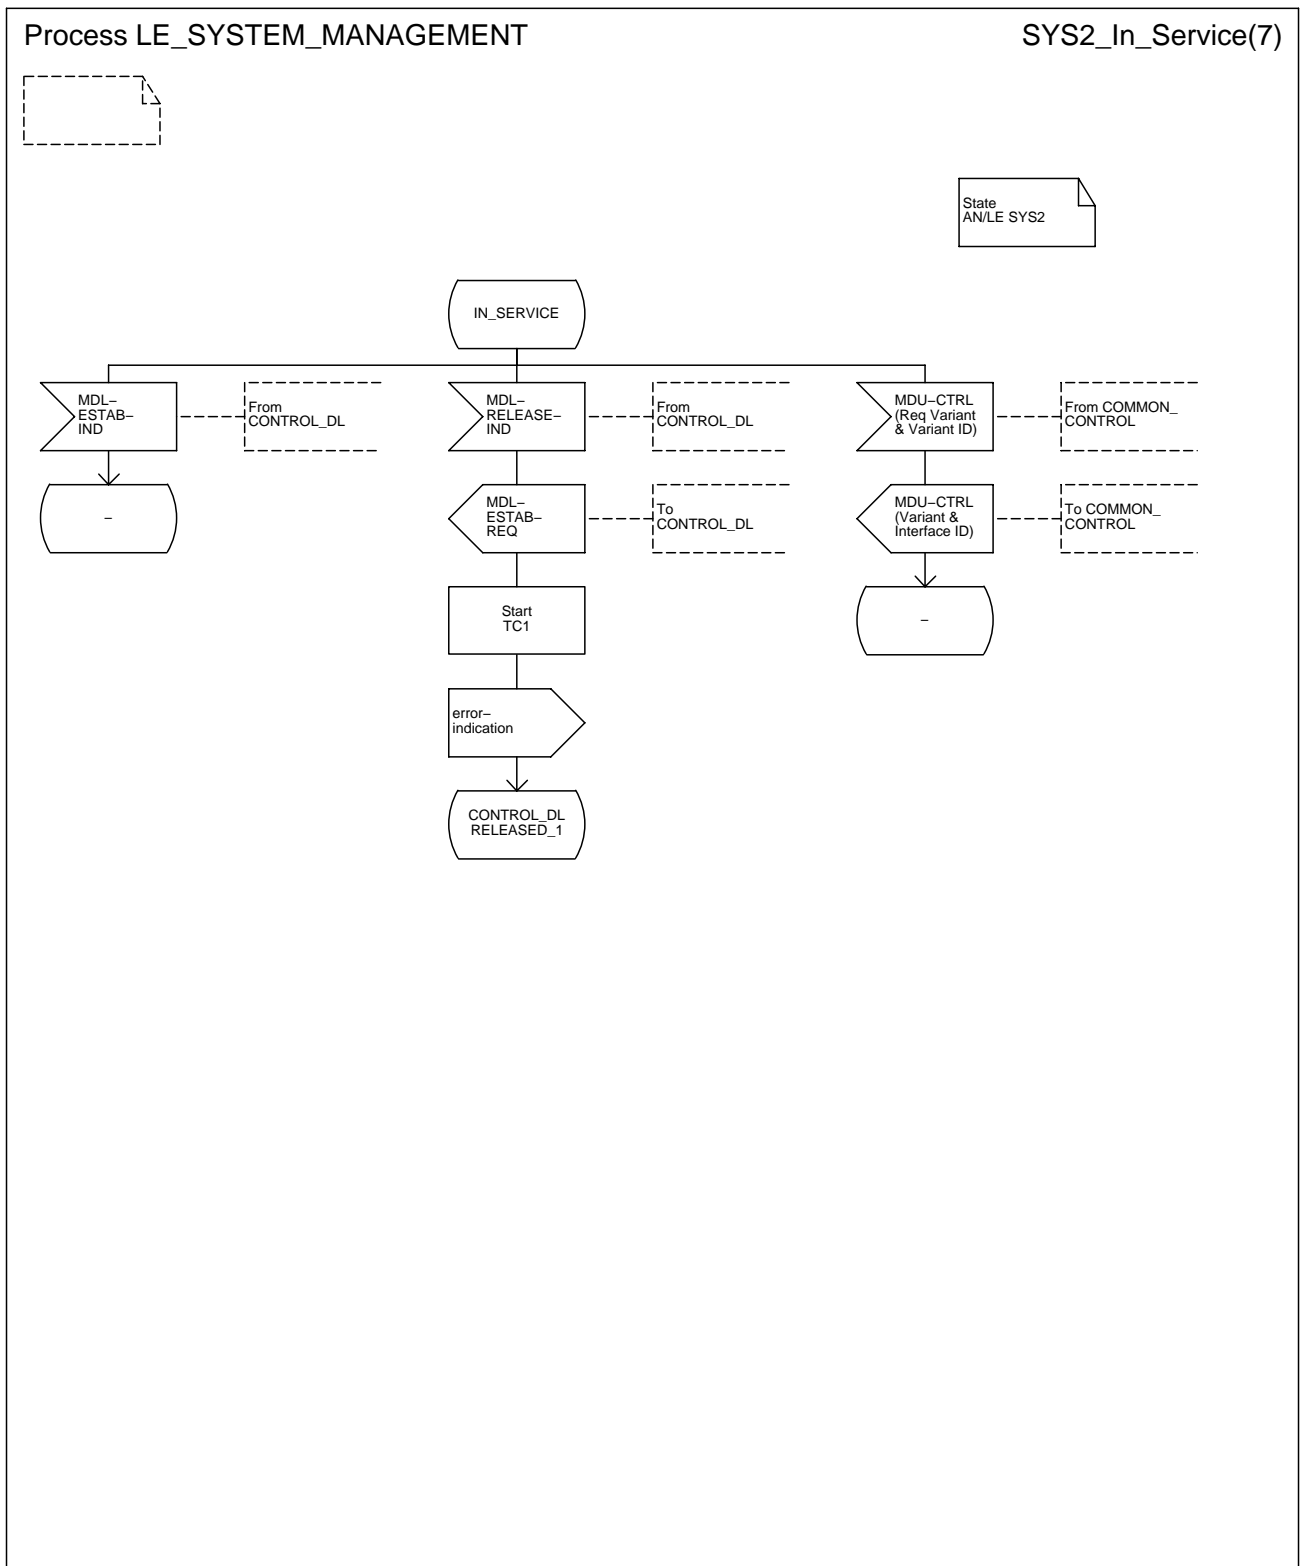 Process LE_SYSTEM_MANAGEMENT
SYS2_In_Service(7)
State
AN/LE SYS2
IN_SERVICE
MDL–
ESTAB–
IND
From
CONTROL_DL
MDL–
RELEASE–
IND
From
CONTROL_DL
MDU–CTRL
(Req Variant
& Variant ID)
From COMMON_
CONTROL
–
MDL–
ESTAB–
REQ
To
CONTROL_DL
MDU–CTRL
(Variant &
Interface ID)
To COMMON_
CONTROL
Start
TC1
–
error–
indication
CONTROL_DL
RELEASED_1